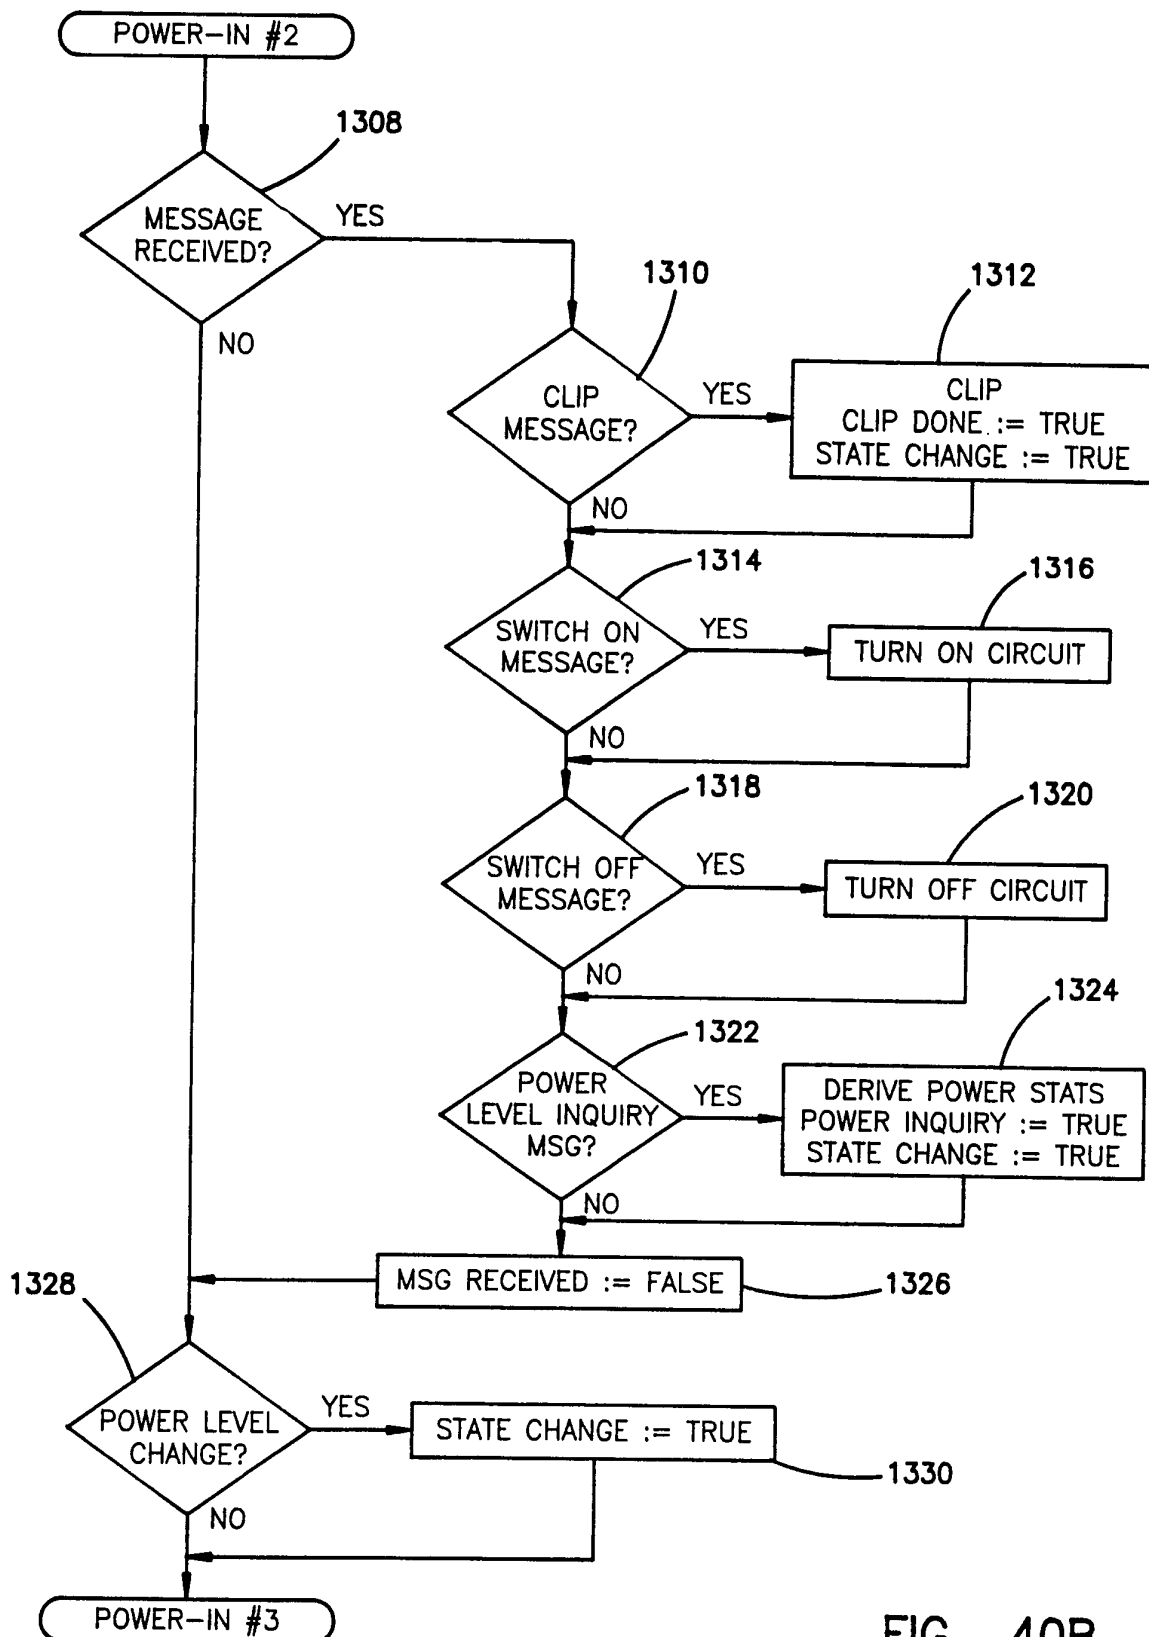 POWER-IN #2
1308
MESSAGE
RECEIVED?
YES
NO
1310
1312
CLIP
MESSAGE?
YES
CLIP
CLIP DONE := TRUE
STATE CHANGE := TRUE
NO
1314
1316
SWITCH ON
MESSAGE?
YES
TURN ON CIRCUIT
NO
1318
1320
SWITCH OFF
MESSAGE?
YES
TURN OFF CIRCUIT
NO
1322
1324
POWER
LEVEL INQUIRY
MSG?
YES
DERIVE POWER STATS
POWER INQUIRY := TRUE
STATE CHANGE := TRUE
NO
MSG RECEIVED := FALSE
1326
1328
POWER LEVEL
CHANGE?
YES
STATE CHANGE := TRUE
1330
NO
POWER-IN #3
FIG. 40B